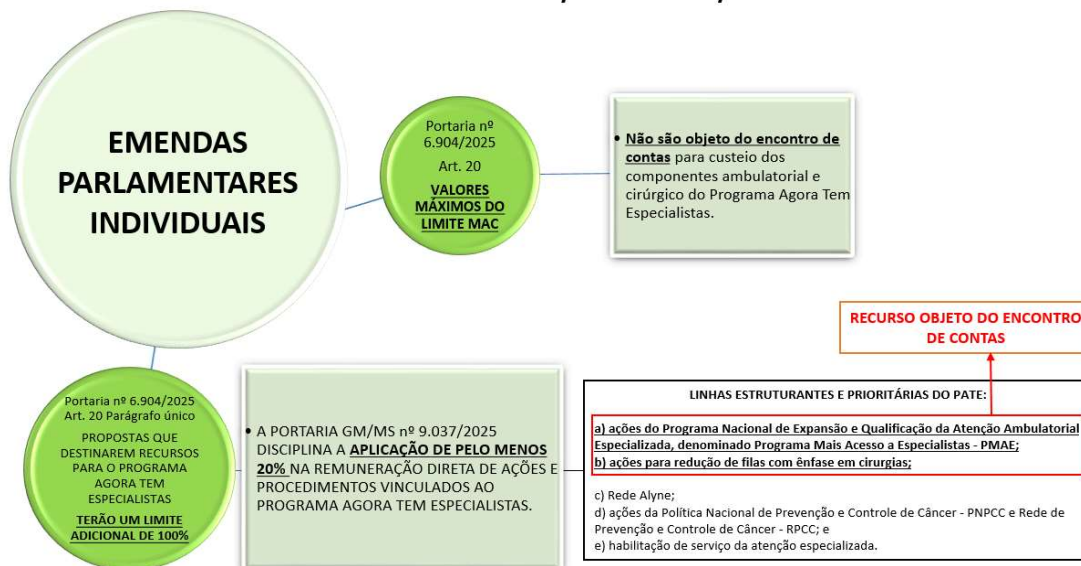 EMENDAS
PARLAMENTARES
INDIVIDUAIS
Portaria nº
6.904/2025
Art. 20
VALORES
MÁXIMOS DO
LIMITE MAC
• Não são objeto do encontro de
contas para custeio dos
componentes ambulatorial e
cirúrgico do Programa Agora Tem
Especialistas.
Portaria nº 6.904/2025
Art. 20 Parágrafo único
PROPOSTAS QUE
DESTINAREM RECURSOS
PARA O PROGRAMA
AGORA TEM
ESPECIALISTAS
TERÃO UM LIMITE
ADICIONAL DE 100%
• A PORTARIA GM/MS nº 9.037/2025
DISCIPLINA A APLICAÇÃO DE PELO MENOS
20% NA REMUNERAÇÃO DIRETA DE AÇÕES E
PROCEDIMENTOS VINCULADOS AO
PROGRAMA AGORA TEM ESPECIALISTAS.
RECURSO OBJETO DO ENCONTRO
DE CONTAS
LINHAS ESTRUTURANTES E PRIORITÁRIAS DO PATE:
a) ações do Programa Nacional de Expansão e Qualificação da Atenção Ambulatorial
Especializada, denominado Programa Mais Acesso a Especialistas - PMAE;
b) ações para redução de filas com ênfase em cirurgias;
c) Rede Alyne;
d) ações da Política Nacional de Prevenção e Controle de Câncer - PNPCC e Rede de
Prevenção e Controle de Câncer - RPCC; e
e) habilitação de serviço da atenção especializada.